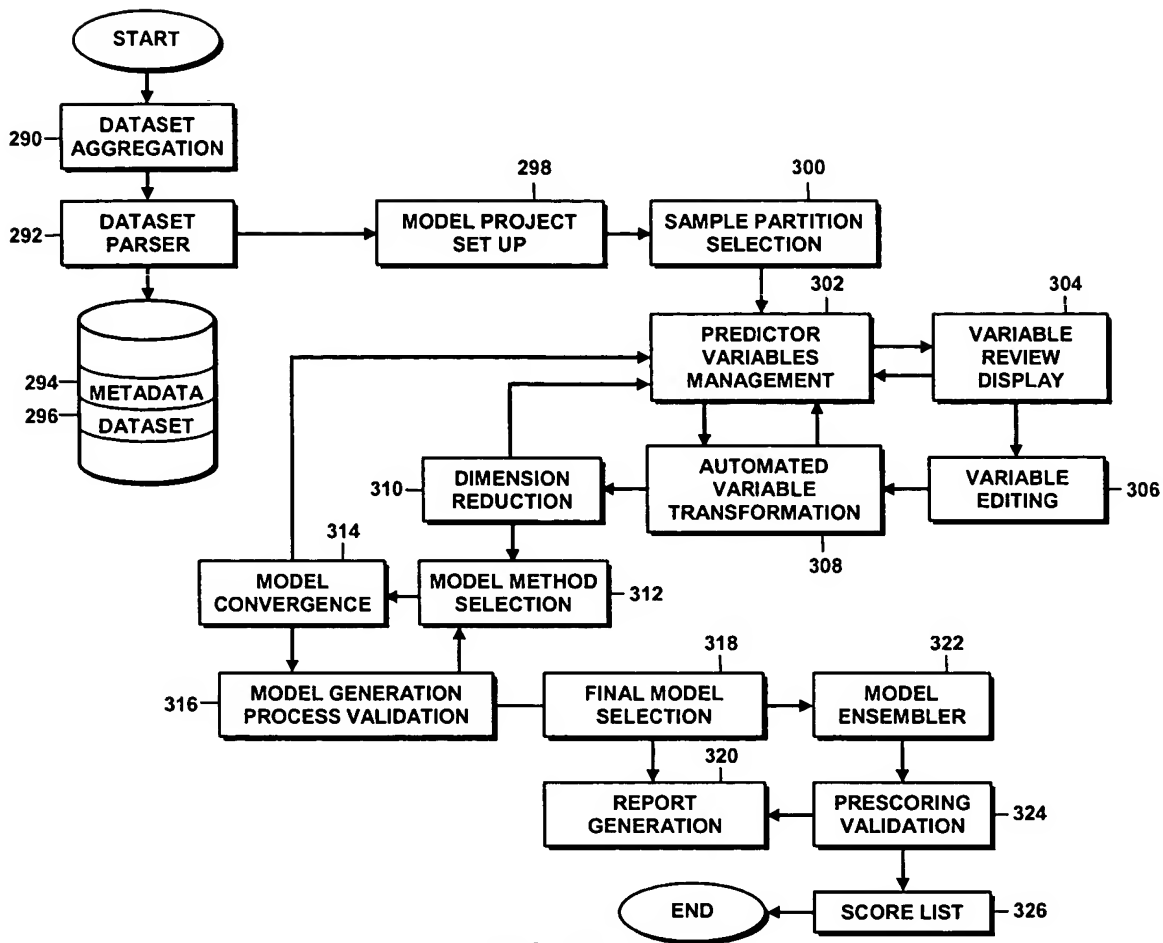 START
290
DATASET
AGGREGATION
298
300
292
DATASET
PARSER
MODEL PROJECT
SET UP
SAMPLE PARTITION
SELECTION
302
304
PREDICTOR
VARIABLES
MANAGEMENT
VARIABLE
REVIEW
DISPLAY
294
METADATA
296
DATASET
310
DIMENSION
REDUCTION
AUTOMATED
VARIABLE
TRANSFORMATION
VARIABLE
EDITING
306
314
308
MODEL
CONVERGENCE
MODEL METHOD
SELECTION
312
318
322
316
MODEL GENERATION
PROCESS VALIDATION
FINAL MODEL
SELECTION
MODEL
ENSEMBLER
320
REPORT
GENERATION
PRESCORING
VALIDATION
324
END
SCORE LIST
326